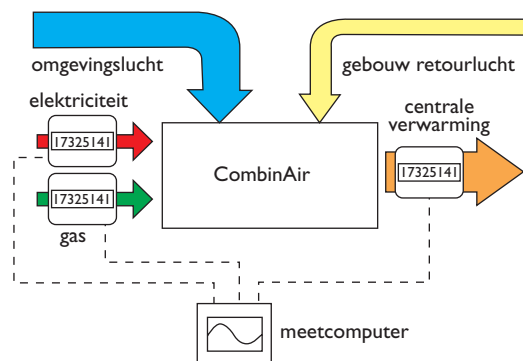 omgevingslucht
gebouw retourlucht
elektriciteit
17325141
centrale
verwarming
CombinAir
17325141
17325141
gas
meetcomputer